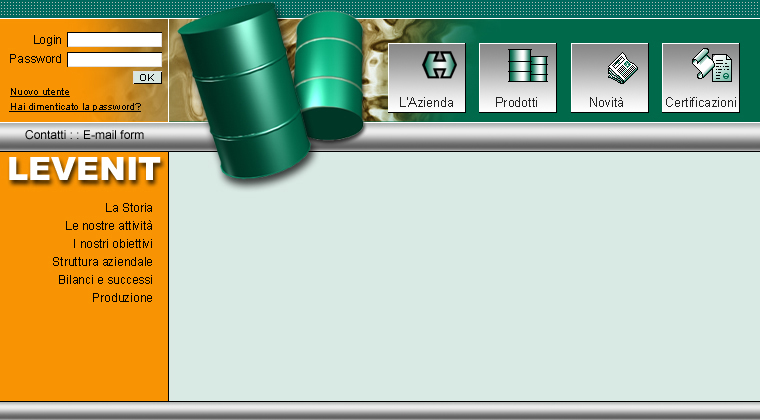 Login
Password
OK
Nuovo utente
Hai dimenticato la password?
L'Azienda
Prodotti
Novità
Certificazioni
Contatti : : E-mail form
LEVENIT
La Storia
Le nostre attività
I nostri obiettivi
Struttura aziendale
Bilanci e successi
Produzione